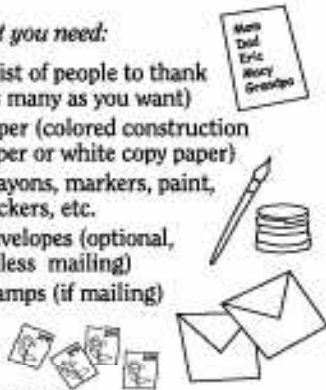 t you need:
ist of people to thank
many as you want)
per (colored construction
per or white copy paper)
ayons, markers, paint,
ckers, etc.
velopes (optional,
less mailing)
amps (if mailing)
Mom
Dad
Eric
Macy
Grandpa